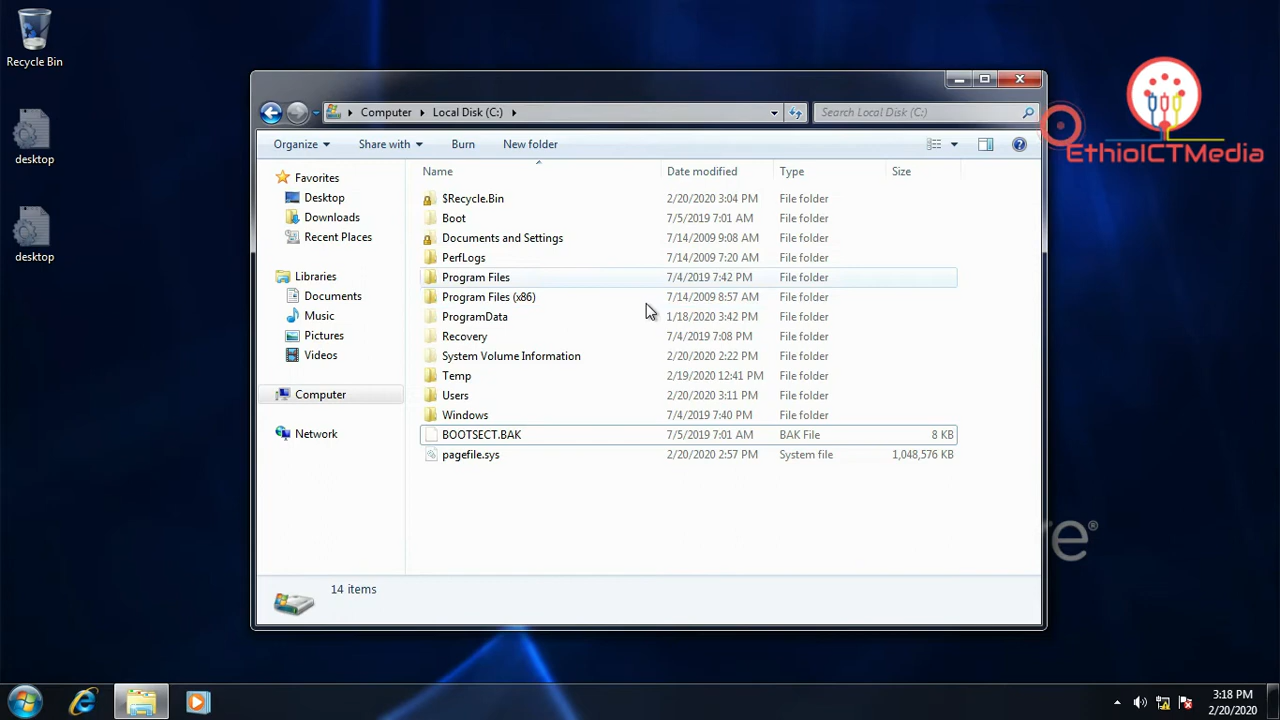 Recycle Bin
desktop
desktop
EthioICTMedia
Computer
Local Disk (C:)
Search Local Disk (C:)
Organize
Share with
Burn
New folder
Favorites
Desktop
Downloads
Recent Places
Libraries
Documents
Music
Pictures
Videos
Computer
Network
Name Date modified Type Size
$Recycle.Bin 2/20/2020 3:04 PM File folder
Boot 7/5/2019 7:01 AM File folder
Documents and Settings 7/14/2009 9:08 AM File folder
PerfLogs 7/14/2009 7:20 AM File folder
Program Files 7/4/2019 7:42 PM File folder
Program Files (x86) 7/14/2009 8:57 AM File folder
ProgramData 1/18/2020 3:42 PM File folder
Recovery 7/4/2019 7:08 PM File folder
System Volume Information 2/20/2020 2:22 PM File folder
Temp 2/19/2020 12:41 PM File folder
Users 2/20/2020 3:11 PM File folder
Windows 7/4/2019 7:40 PM File folder
BOOTSECT.BAK 7/5/2019 7:01 AM BAK File 8 KB
pagefile.sys 2/20/2020 2:57 PM System file 1,048,576 KB
14 items
3:18 PM
2/20/2020